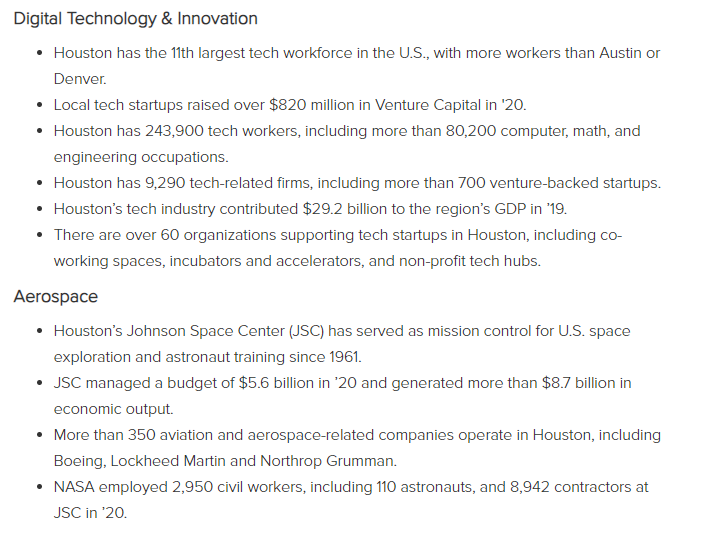 Digital Technology & Innovation
• Houston has the 11th largest tech workforce in the U.S., with more workers than Austin or
Denver.
• Local tech startups raised over $820 million in Venture Capital in '20.
• Houston has 243,900 tech workers, including more than 80,200 computer, math, and
engineering occupations.
• Houston has 9,290 tech-related firms, including more than 700 venture-backed startups.
• Houston’s tech industry contributed $29.2 billion to the region’s GDP in ’19.
• There are over 60 organizations supporting tech startups in Houston, including co-
working spaces, incubators and accelerators, and non-profit tech hubs.
Aerospace
• Houston’s Johnson Space Center (JSC) has served as mission control for U.S. space
exploration and astronaut training since 1961.
• JSC managed a budget of $5.6 billion in ’20 and generated more than $8.7 billion in
economic output.
• More than 350 aviation and aerospace-related companies operate in Houston, including
Boeing, Lockheed Martin and Northrop Grumman.
• NASA employed 2,950 civil workers, including 110 astronauts, and 8,942 contractors at
JSC in ’20.